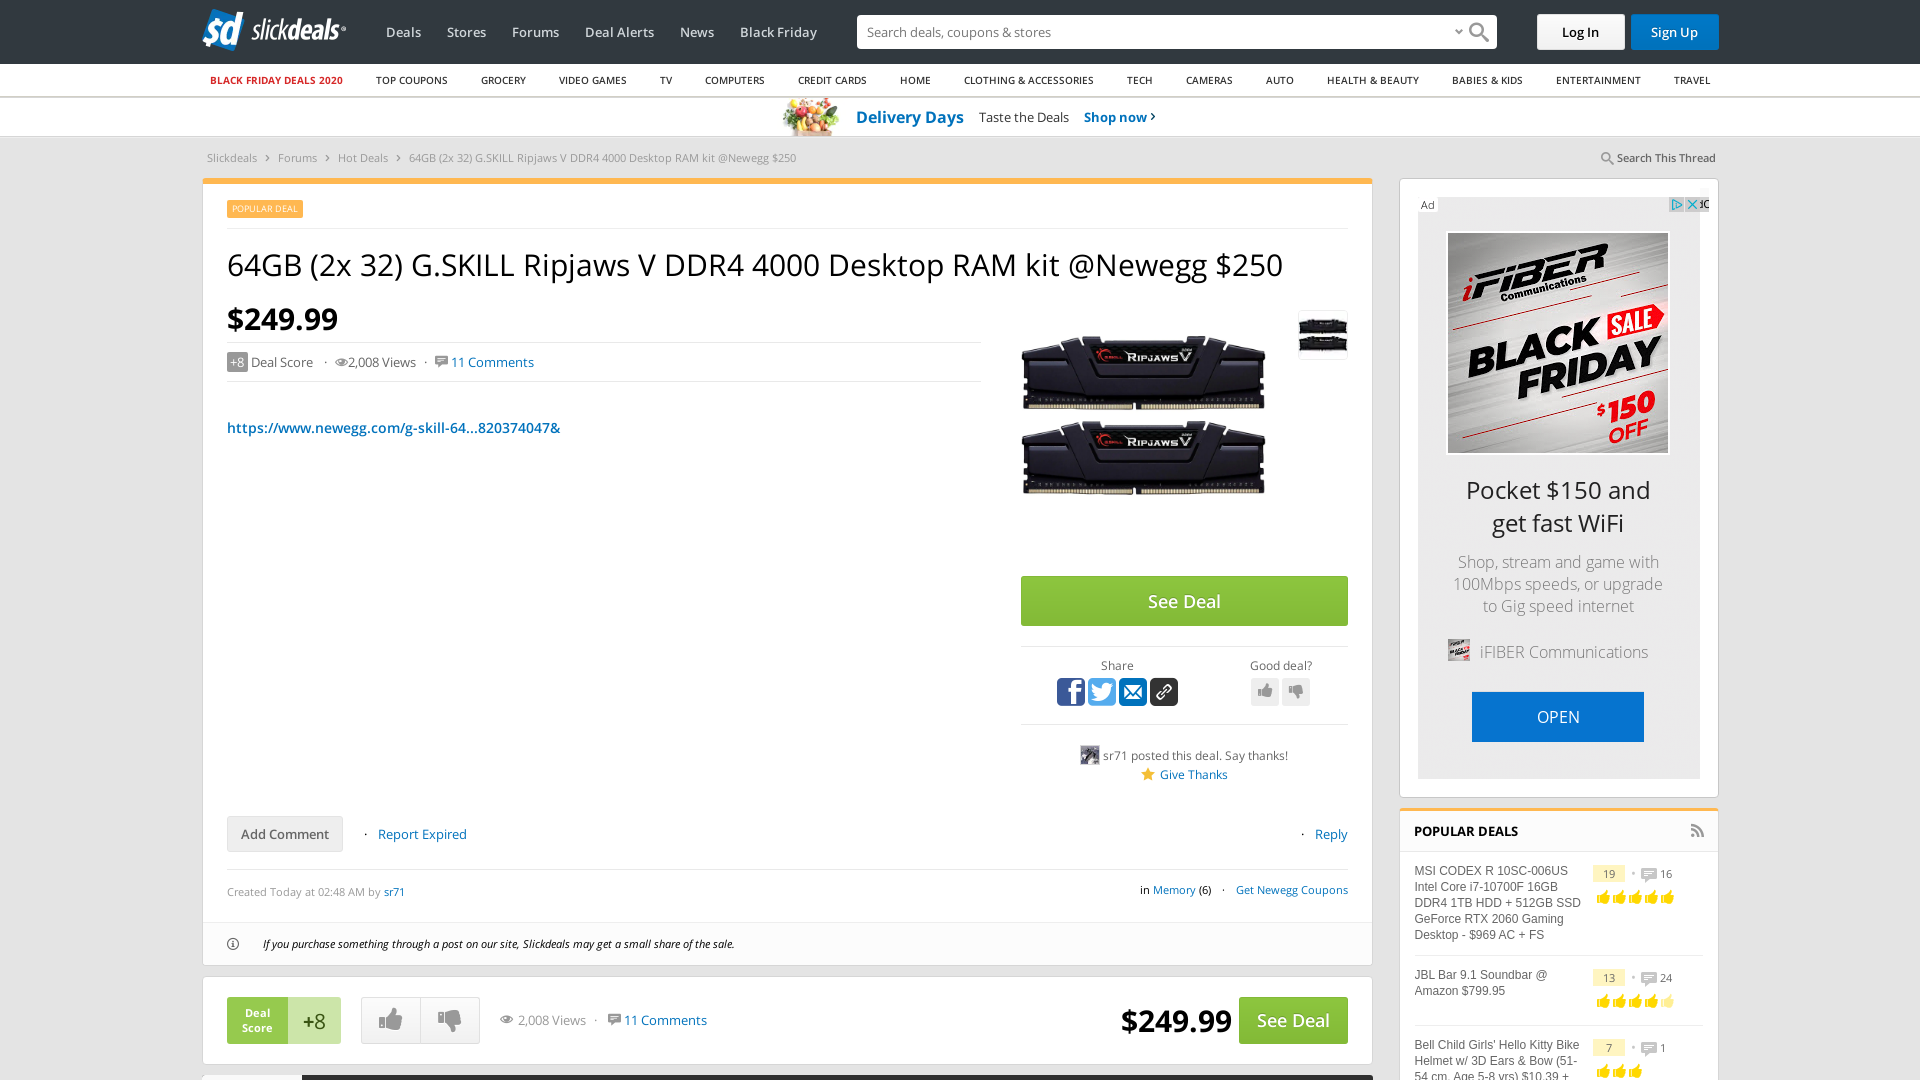 sd slickdeals
Deals Stores Forums Deal Alerts News Black Friday
Search deals, coupons & stores
Log In Sign Up
BLACK FRIDAY DEALS 2020 TOP COUPONS GROCERY VIDEO GAMES TV COMPUTERS CREDIT CARDS HOME CLOTHING & ACCESSORIES TECH CAMERAS AUTO HEALTH & BEAUTY BABIES & KIDS ENTERTAINMENT TRAVEL
Delivery Days Taste the Deals Shop now ›
Slickdeals › Forums › Hot Deals › 64GB (2x 32) G.SKILL Ripjaws V DDR4 4000 Desktop RAM kit @Newegg $250
Search This Thread
POPULAR DEAL
64GB (2x 32) G.SKILL Ripjaws V DDR4 4000 Desktop RAM kit @Newegg $250
$249.99
+8 Deal Score · 2,008 Views · 11 Comments
https://www.newegg.com/g-skill-64...820374047&
RIPJAWS V
RIPJAWS V
See Deal
Share
Good deal?
sr71 posted this deal. Say thanks!
Give Thanks
Add Comment · Report Expired
· Reply
Created Today at 02:48 AM by sr71
in Memory (6) · Get Newegg Coupons
If you purchase something through a post on our site, Slickdeals may get a small share of the sale.
Deal
Score
+8
2,008 Views · 11 Comments
$249.99
See Deal
Ad
iFIBER
Communications
BLACK SALE
FRIDAY
$150
OFF
Pocket $150 and
get fast WiFi
Shop, stream and game with
100Mbps speeds, or upgrade
to Gig speed internet
iFIBER Communications
OPEN
POPULAR DEALS
MSI CODEX R 10SC-006US
Intel Core i7-10700F 16GB
DDR4 1TB HDD + 512GB SSD
GeForce RTX 2060 Gaming
Desktop - $969 AC + FS
19 • 16
JBL Bar 9.1 Soundbar @
Amazon $799.95
13 • 24
Bell Child Girls' Hello Kitty Bike
Helmet w/ 3D Ears & Bow (51-
54 cm, Age 5-8 yrs) $10.39 +
7 • 1